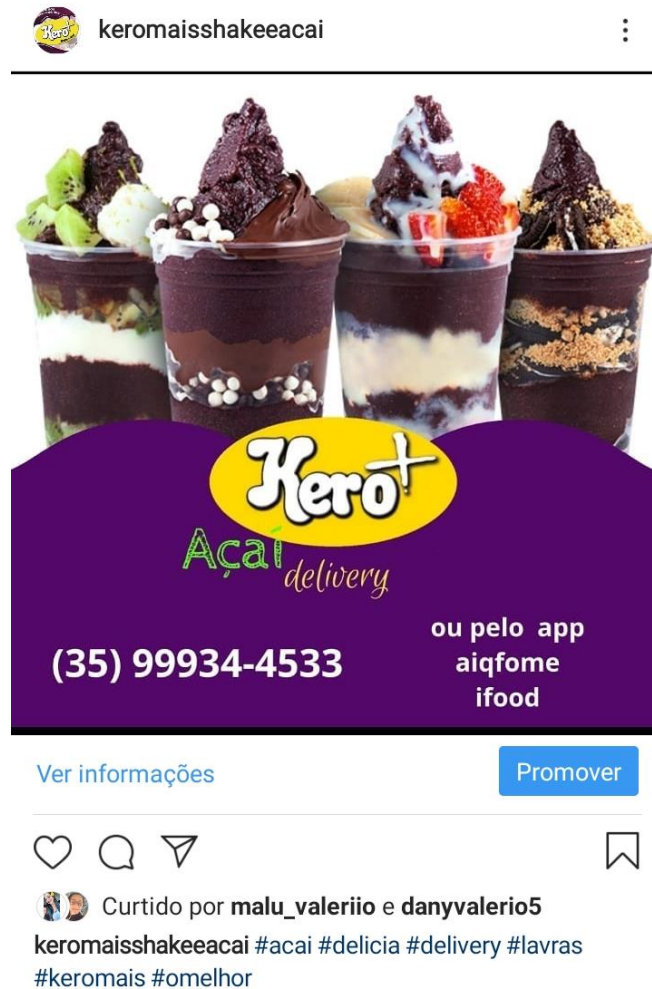 Kero+
keromaisshakeeacai
Kero+
Açaí
delivery
(35) 99934-4533
ou pelo app
aiqfome
ifood
Ver informações
Promover
Curtido por malu_valeriio e danyvalerio5
keromaisshakeeacai #acai #delicia #delivery #lavras
#keromais #omelhor